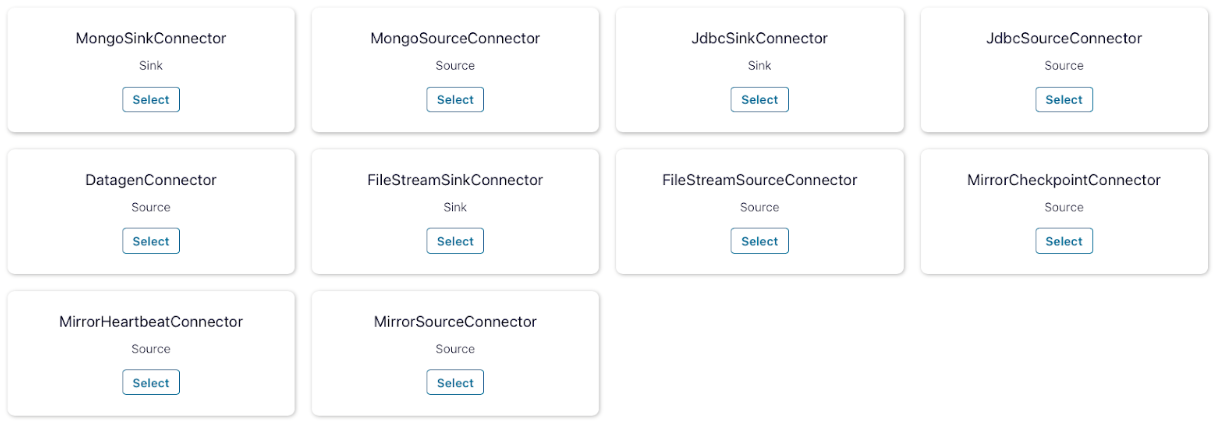 MongoSinkConnector
Sink
Select
MongoSourceConnector
Source
Select
JdbcSinkConnector
Sink
Select
JdbcSourceConnector
Source
Select
DatagenConnector
Source
Select
FileStreamSinkConnector
Sink
Select
FileStreamSourceConnector
Source
Select
MirrorCheckpointConnector
Source
Select
MirrorHeartbeatConnector
Source
Select
MirrorSourceConnector
Source
Select